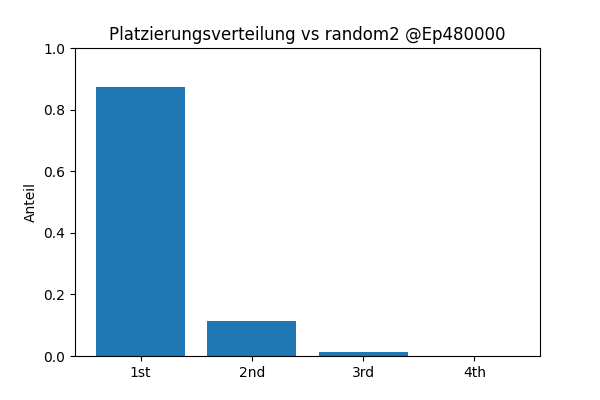 Platzierungsverteilung vs random2 @Ep480000
1.0
0.8
0.6
0.4
0.2
0.0
Anteil
1st
2nd
3rd
4th